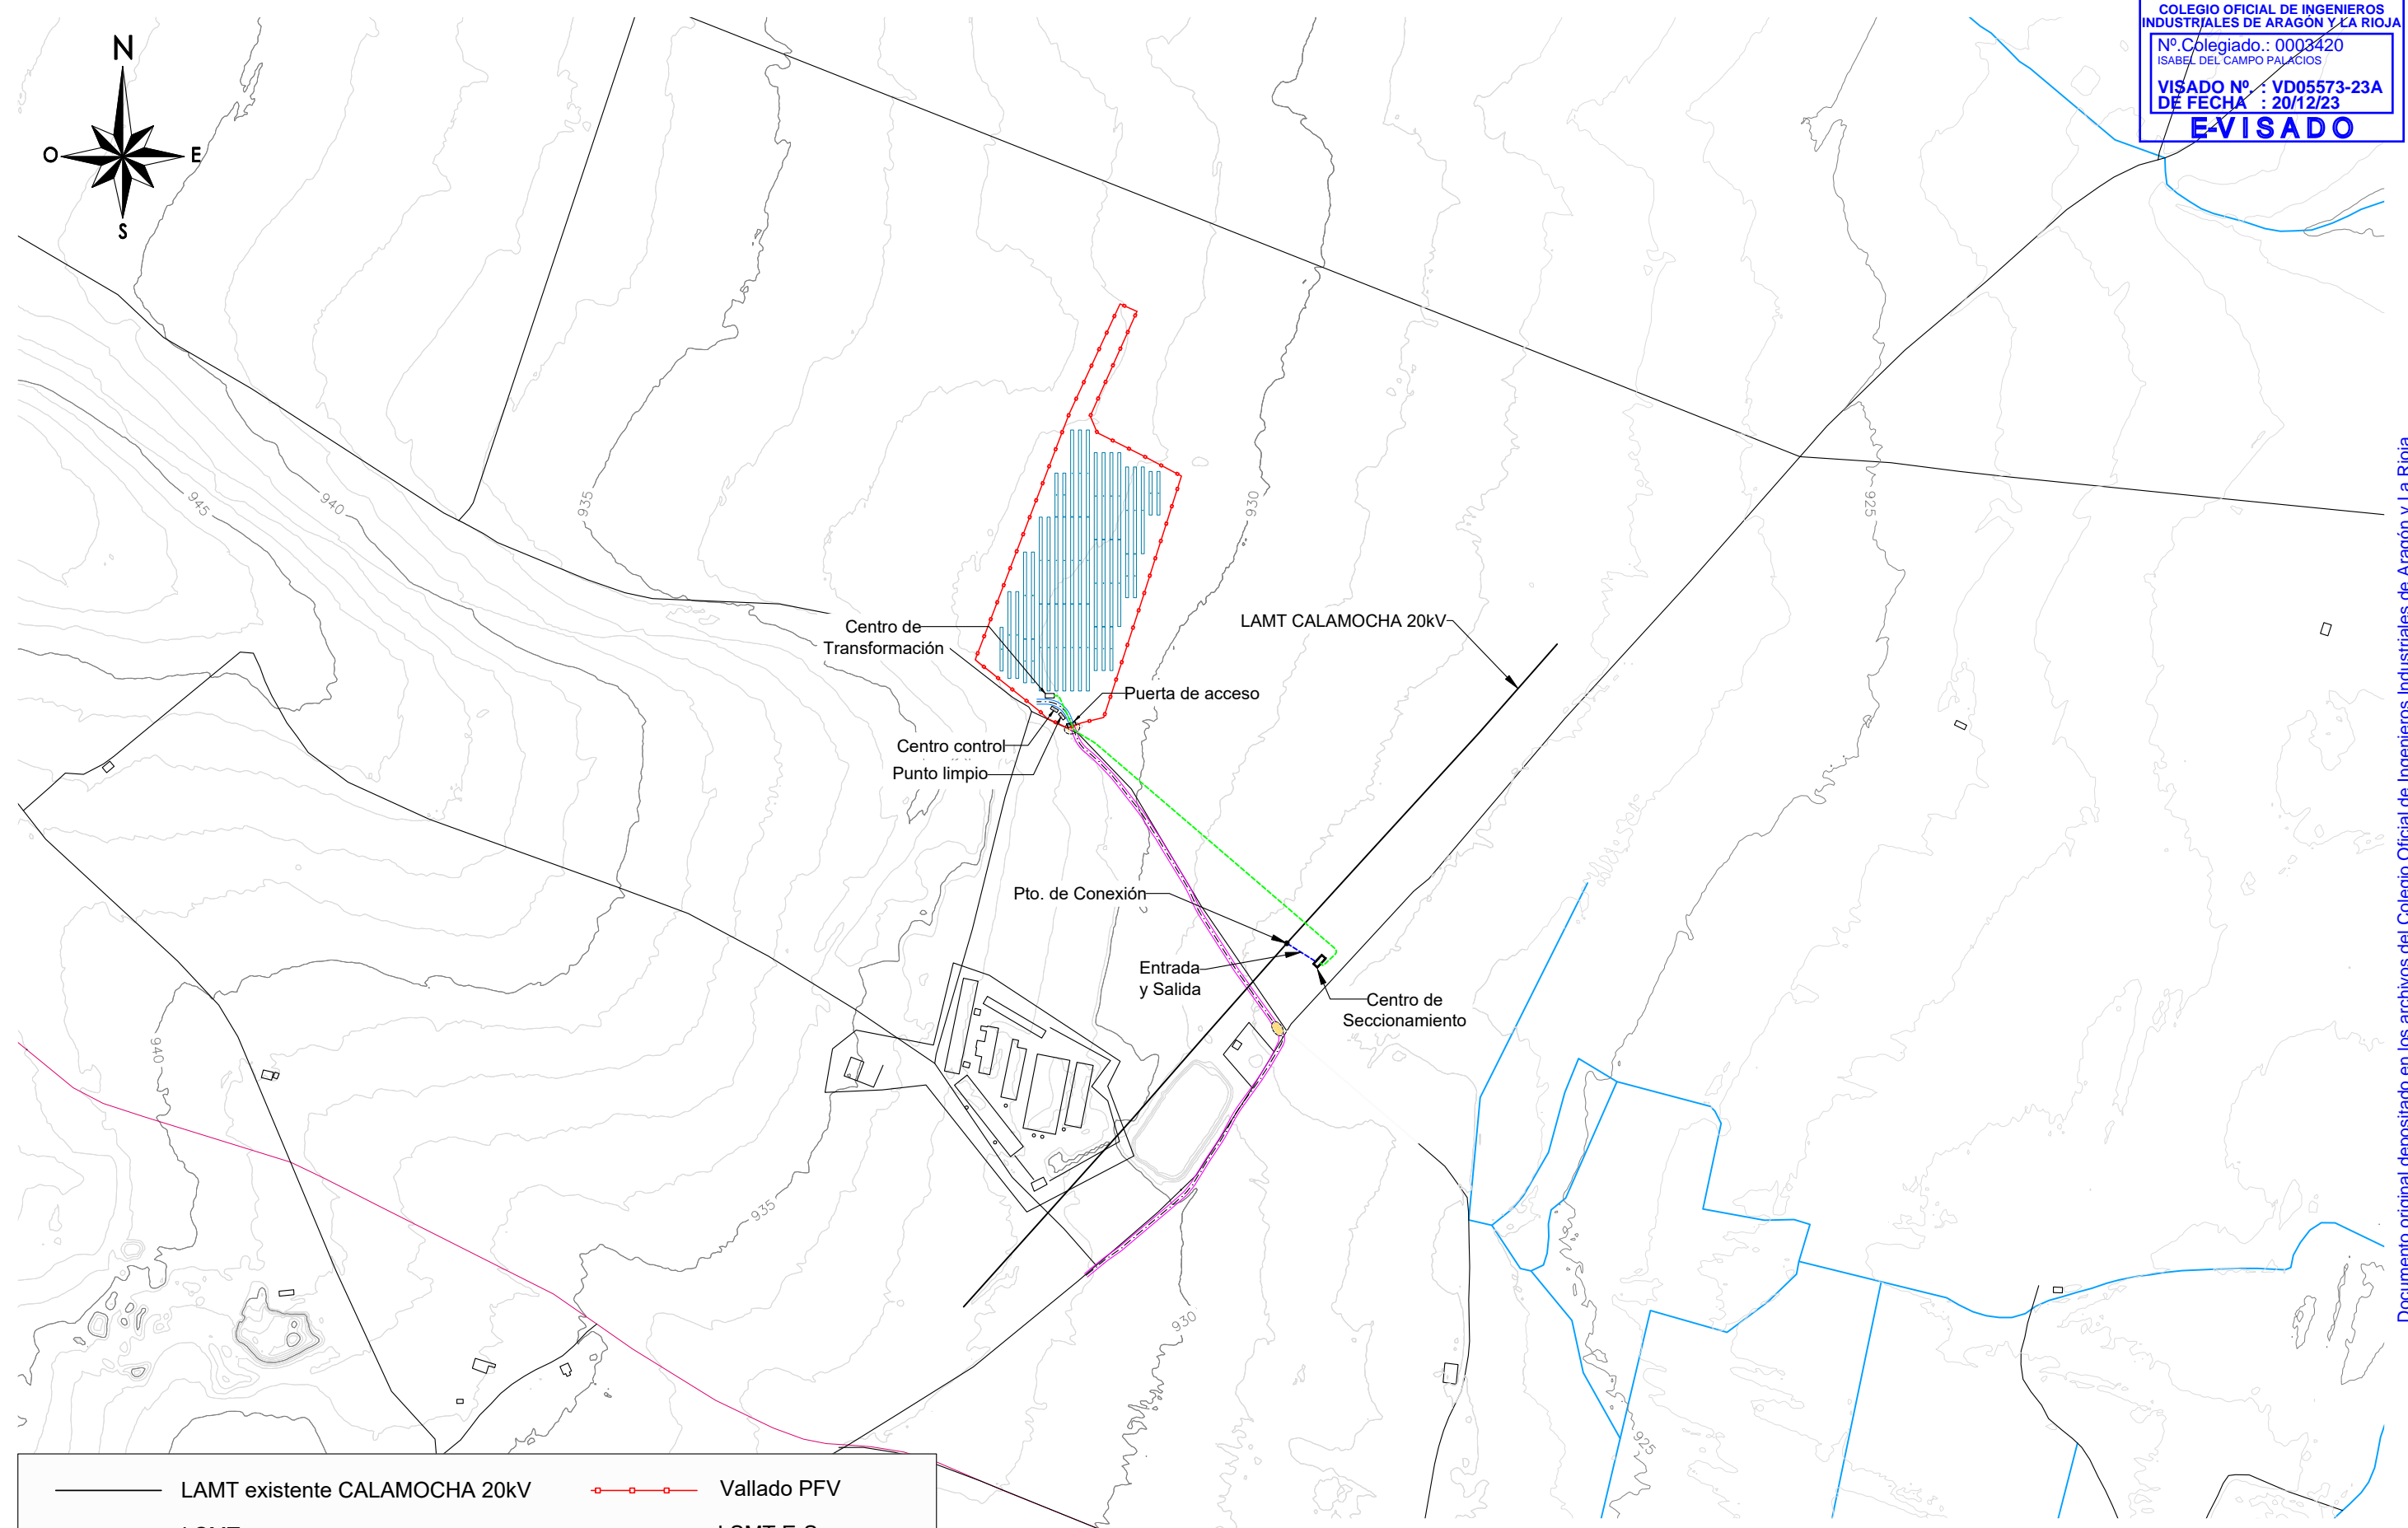 COLEGIO OFICIAL DE INGENIEROS
INDUSTRIALES DE ARAGÓN Y LA RIOJA
Nº.Colegiado.: 0003420
ISABEL DEL CAMPO PALACIOS
VISADO Nº. : VD05573-23A
DE FECHA : 20/12/23
E-VISADO
N
O
E
S
945
940
935
930
925
Centro de
Transformación
LAMT CALAMOCHA 20kV
Puerta de acceso
Centro control
Punto limpio
Pto. de Conexión
Entrada
y Salida
Centro de
Seccionamiento
940
935
930
925
Documento original depositado en los archivos del Colegio Oficial de Ingenieros Industriales de Aragón y La Rioja
LAMT existente CALAMOCHA 20kV
Vallado PFV